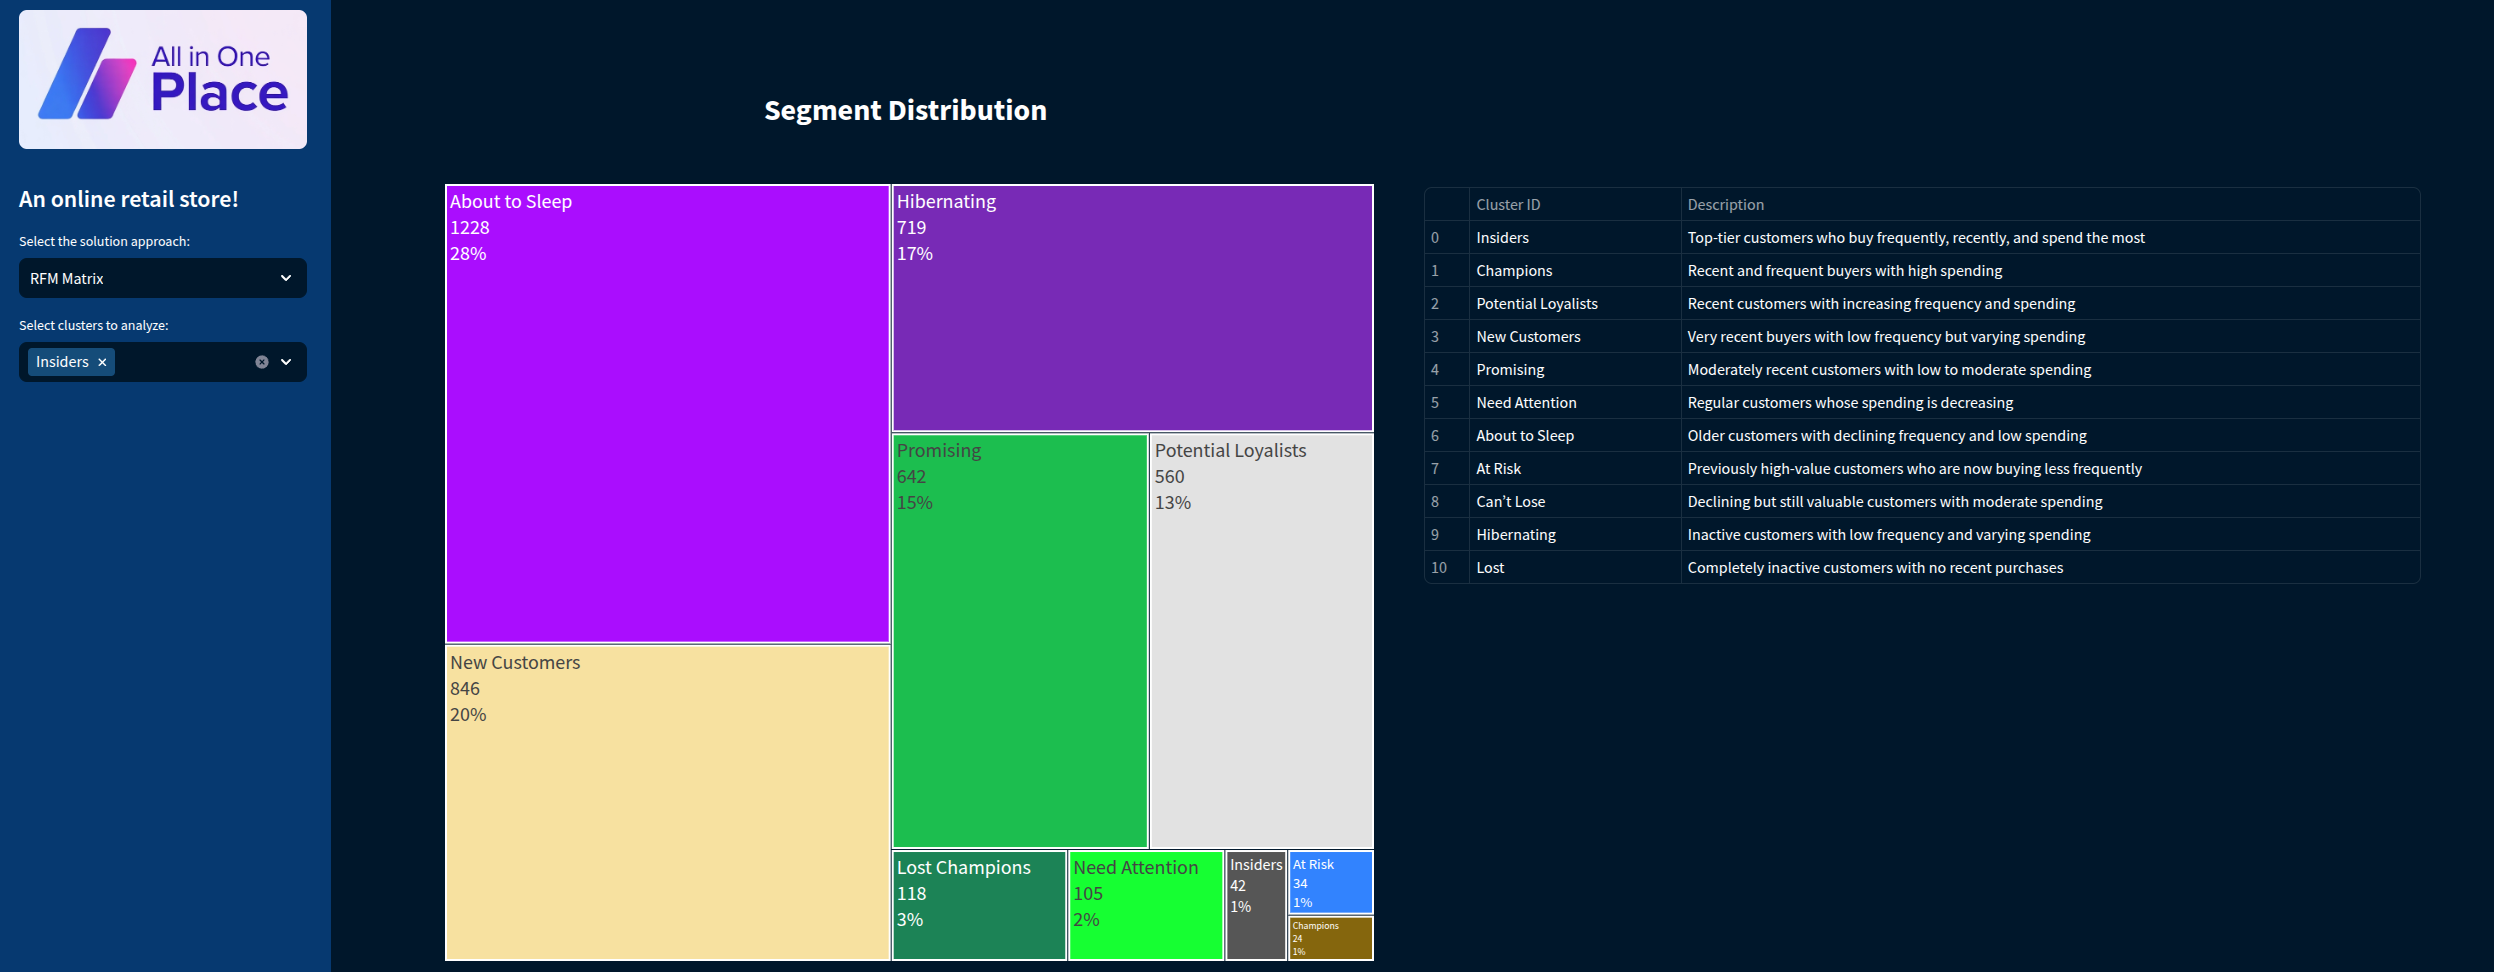 All in One
Place
An online retail store!
Select the solution approach:
RFM Matrix
Select clusters to analyze:
Insiders ×
Segment Distribution
About to Sleep
1228
28%
Hibernating
719
17%
Promising
642
15%
Potential Loyalists
560
13%
New Customers
846
20%
Lost Champions
118
3%
Need Attention
105
2%
Insiders
42
1%
At Risk
34
1%
Champions
24
1%
Cluster ID Description
0 Insiders Top-tier customers who buy frequently, recently, and spend the most
1 Champions Recent and frequent buyers with high spending
2 Potential Loyalists Recent customers with increasing frequency and spending
3 New Customers Very recent buyers with low frequency but varying spending
4 Promising Moderately recent customers with low to moderate spending
5 Need Attention Regular customers whose spending is decreasing
6 About to Sleep Older customers with declining frequency and low spending
7 At Risk Previously high-value customers who are now buying less frequently
8 Can’t Lose Declining but still valuable customers with moderate spending
9 Hibernating Inactive customers with low frequency and varying spending
10 Lost Completely inactive customers with no recent purchases